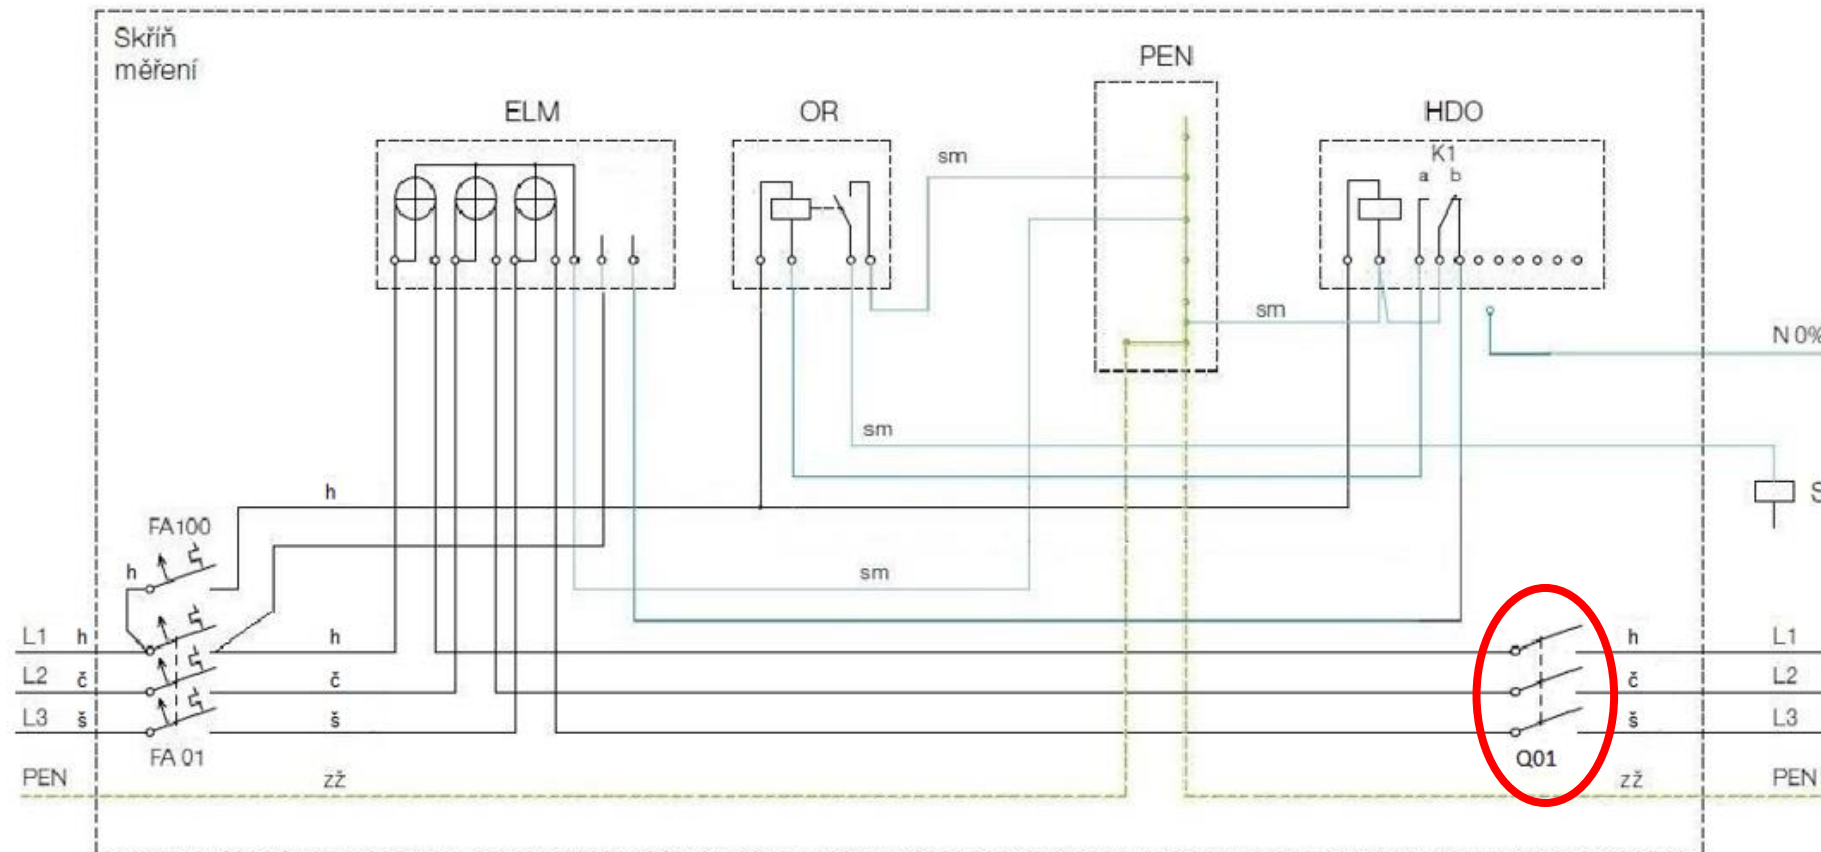 Skříň
měření
PEN
ELM
OR
HDO
K1
a b
sm
sm
N 0%
sm
h
S
FA100
h
sm
L1 h
h
h
L1
L2 č
č
č
L2
L3 š
š
š
L3
FA 01
Q01
PEN
zž
zž
PEN